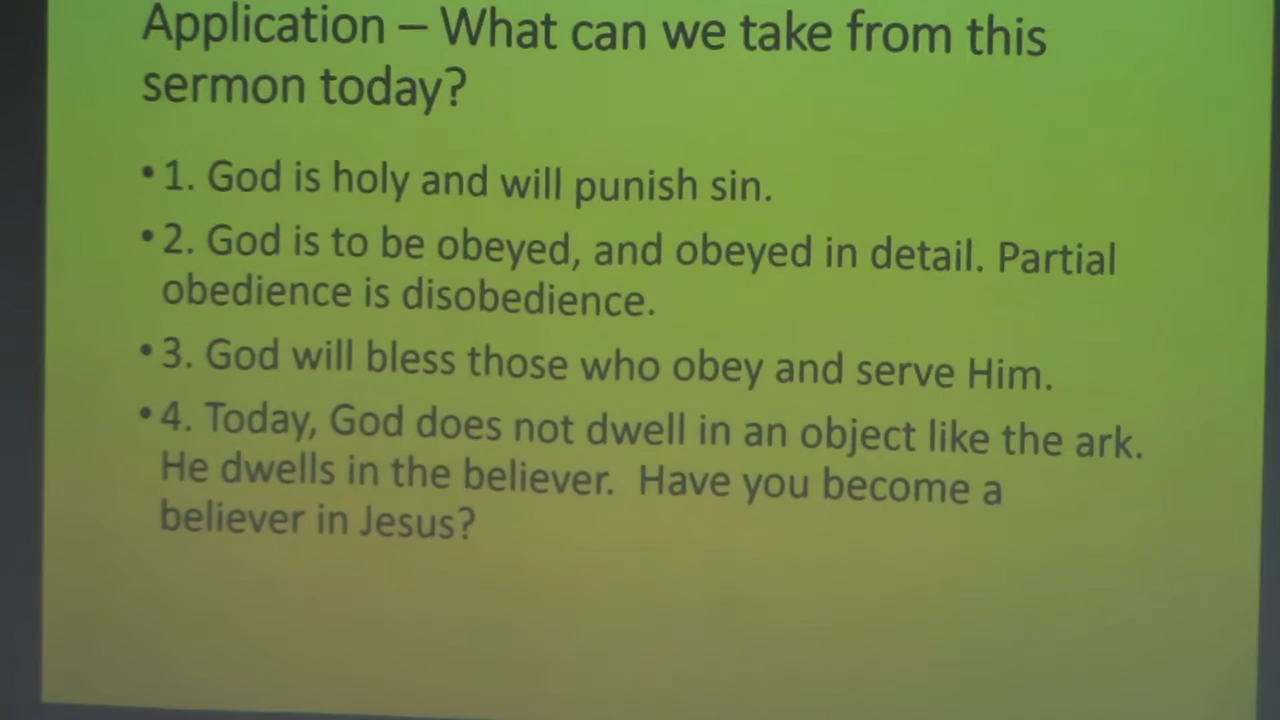 Application – What can we take from this
sermon today?
• 1. God is holy and will punish sin.
• 2. God is to be obeyed, and obeyed in detail. Partial
obedience is disobedience.
• 3. God will bless those who obey and serve Him.
• 4. Today, God does not dwell in an object like the ark.
He dwells in the believer.  Have you become a
believer in Jesus?